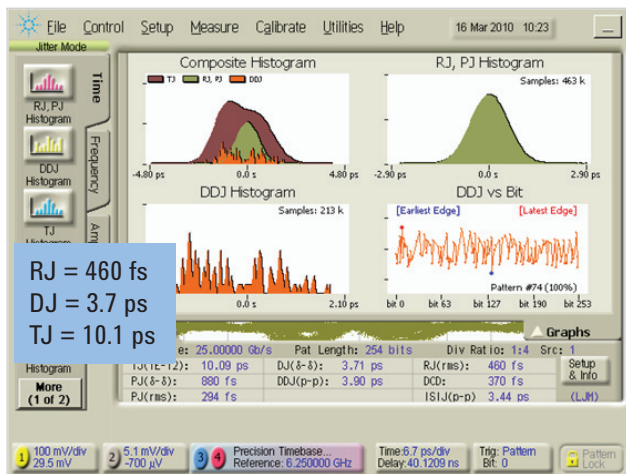 File Control Setup Measure Calibrate Utilities Help 16 Mar 2010 10:23
Jitter Mode
Time
Frequency
RJ, PJ
Histogram
DDJ
Histogram
TJ
Histogram
More
(1 of 2)
Composite Histogram
TJ RJ, PJ DDJ
-4.80 ps 0.0 s 4.80 ps
RJ, PJ Histogram
Samples: 463 k
-2.90 ps 0.0 s 2.90 ps
DDJ Histogram
Samples: 213 k
0.0 s 2.10 ps
DDJ vs Bit
[Earliest Edge] [Latest Edge]
Pattern #74 (100%)
bit 0 bit 63 bit 127 bit 190 bit 253
RJ = 460 fs
DJ = 3.7 ps
TJ = 10.1 ps
Graphs
25.00000 Gb/s Pat Length: 254 bits Div Ratio: 1:4 Src: 1
TJ(1E-12): 10.09 ps DJ(δ-δ): 3.71 ps RJ(rms): 460 fs
PJ(δ-δ): 880 fs DDJ(p-p): 3.90 ps DCD: 370 fs
PJ(rms): 294 fs ISIJ(p-p) 3.44 ps
Setup
& Info
(LJM)
1 100 mV/div
29.5 mV
2 5.1 mV/div
-700 µV
3 4 Precision Timebase...
Reference: 6.250000 GHz
Time:6.7 ps/div
Delay:40.1209 ns
Trig: Pattern
Bit: 0
Pattern
Lock